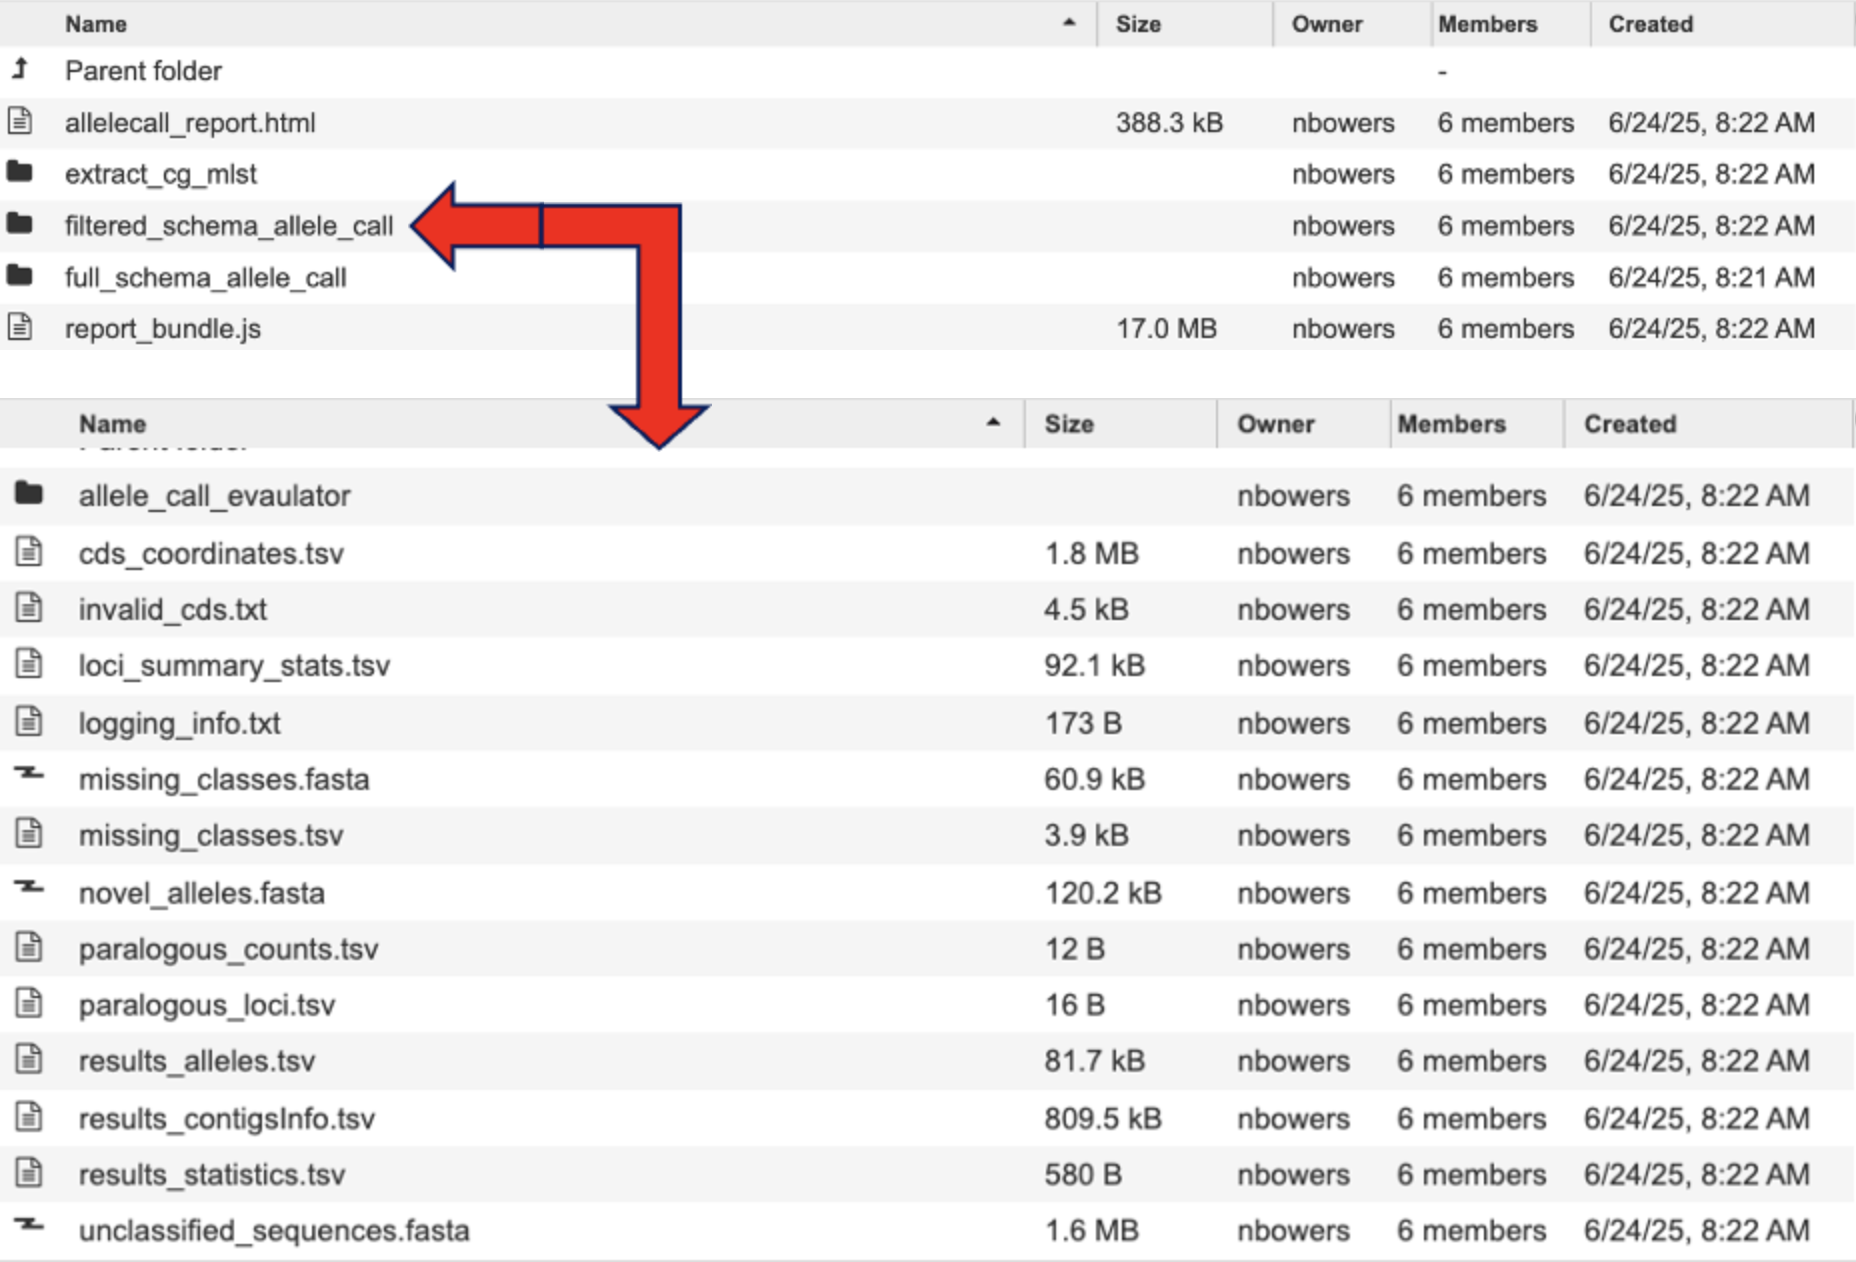 Name Size Owner Members Created
Parent folder -
allelecall_report.html 388.3 kB nbowers 6 members 6/24/25, 8:22 AM
extract_cg_mlst nbowers 6 members 6/24/25, 8:22 AM
filtered_schema_allele_call nbowers 6 members 6/24/25, 8:22 AM
full_schema_allele_call nbowers 6 members 6/24/25, 8:21 AM
report_bundle.js 17.0 MB nbowers 6 members 6/24/25, 8:22 AM
Name Size Owner Members Created
allele_call_evaulator nbowers 6 members 6/24/25, 8:22 AM
cds_coordinates.tsv 1.8 MB nbowers 6 members 6/24/25, 8:22 AM
invalid_cds.txt 4.5 kB nbowers 6 members 6/24/25, 8:22 AM
loci_summary_stats.tsv 92.1 kB nbowers 6 members 6/24/25, 8:22 AM
logging_info.txt 173 B nbowers 6 members 6/24/25, 8:22 AM
missing_classes.fasta 60.9 kB nbowers 6 members 6/24/25, 8:22 AM
missing_classes.tsv 3.9 kB nbowers 6 members 6/24/25, 8:22 AM
novel_alleles.fasta 120.2 kB nbowers 6 members 6/24/25, 8:22 AM
paralogous_counts.tsv 12 B nbowers 6 members 6/24/25, 8:22 AM
paralogous_loci.tsv 16 B nbowers 6 members 6/24/25, 8:22 AM
results_alleles.tsv 81.7 kB nbowers 6 members 6/24/25, 8:22 AM
results_contigsInfo.tsv 809.5 kB nbowers 6 members 6/24/25, 8:22 AM
results_statistics.tsv 580 B nbowers 6 members 6/24/25, 8:22 AM
unclassified_sequences.fasta 1.6 MB nbowers 6 members 6/24/25, 8:22 AM